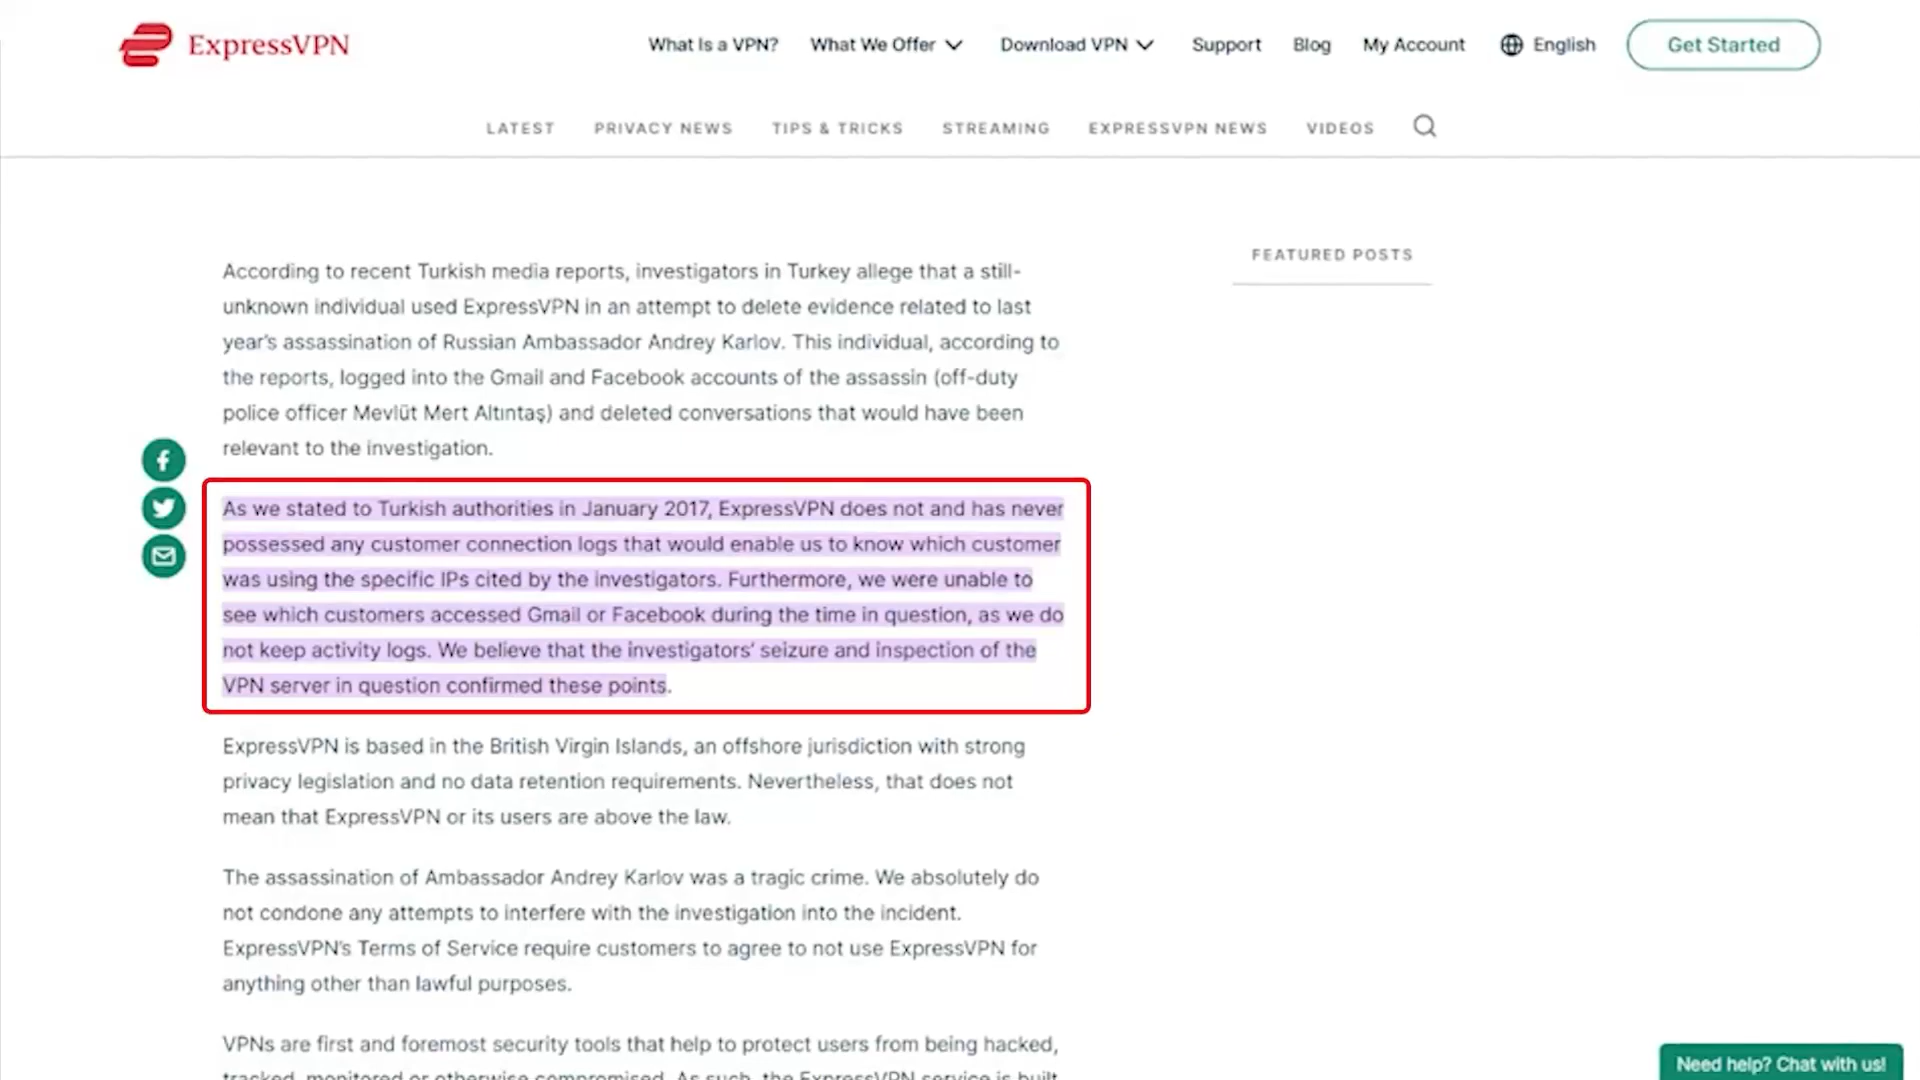 ExpressVPN
What Is a VPN? What We Offer Download VPN Support Blog My Account English Get Started
LATEST PRIVACY NEWS TIPS & TRICKS STREAMING EXPRESSVPN NEWS VIDEOS
FEATURED POSTS
According to recent Turkish media reports, investigators in Turkey allege that a still-
unknown individual used ExpressVPN in an attempt to delete evidence related to last
year's assassination of Russian Ambassador Andrey Karlov. This individual, according to
the reports, logged into the Gmail and Facebook accounts of the assassin (off-duty
police officer Mevlüt Mert Altıntaş) and deleted conversations that would have been
relevant to the investigation.
As we stated to Turkish authorities in January 2017, ExpressVPN does not and has never
possessed any customer connection logs that would enable us to know which customer
was using the specific IPs cited by the investigators. Furthermore, we were unable to
see which customers accessed Gmail or Facebook during the time in question, as we do
not keep activity logs. We believe that the investigators' seizure and inspection of the
VPN server in question confirmed these points.
ExpressVPN is based in the British Virgin Islands, an offshore jurisdiction with strong
privacy legislation and no data retention requirements. Nevertheless, that does not
mean that ExpressVPN or its users are above the law.
The assassination of Ambassador Andrey Karlov was a tragic crime. We absolutely do
not condone any attempts to interfere with the investigation into the incident.
ExpressVPN's Terms of Service require customers to agree to not use ExpressVPN for
anything other than lawful purposes.
VPNs are first and foremost security tools that help to protect users from being hacked,
tracked, monitored or otherwise compromised. As such, the ExpressVPN service is built
Need help? Chat with us!